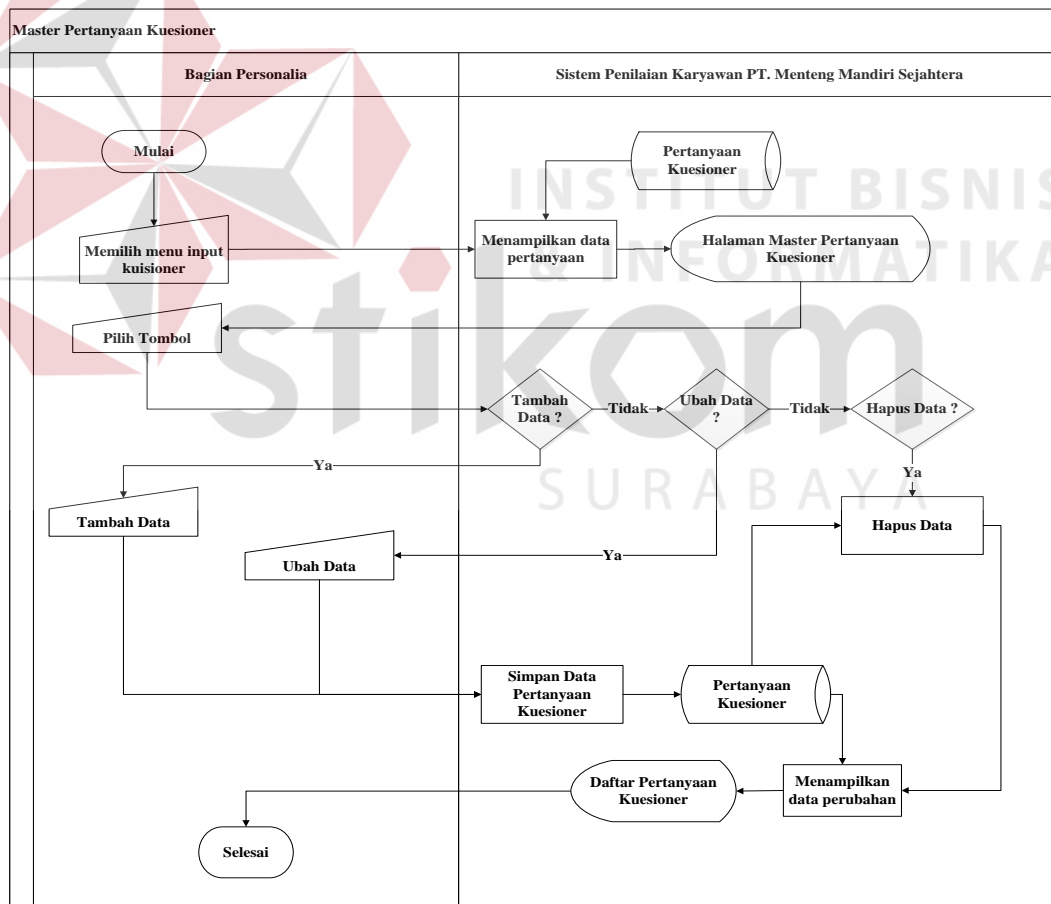 Master Pertanyaan Kuesioner
Bagian Personalia
Sistem Penilaian Karyawan PT. Menteng Mandiri Sejahtera
Mulai
Pertanyaan
Kuesioner
Memilih menu input
kuisioner
Menampilkan data
pertanyaan
Halaman Master Pertanyaan
Kuesioner
Pilih Tombol
Tambah
Data ?
Tidak
Ubah Data
?
Tidak
Hapus Data ?
Ya
Ya
Tambah Data
Hapus Data
Ubah Data
Ya
Simpan Data
Pertanyaan
Kuesioner
Pertanyaan
Kuesioner
Daftar Pertanyaan
Kuesioner
Menampilkan
data perubahan
Selesai
INSTITUT BISNIS
& INFORMATIKA
stikom
SURABAYA